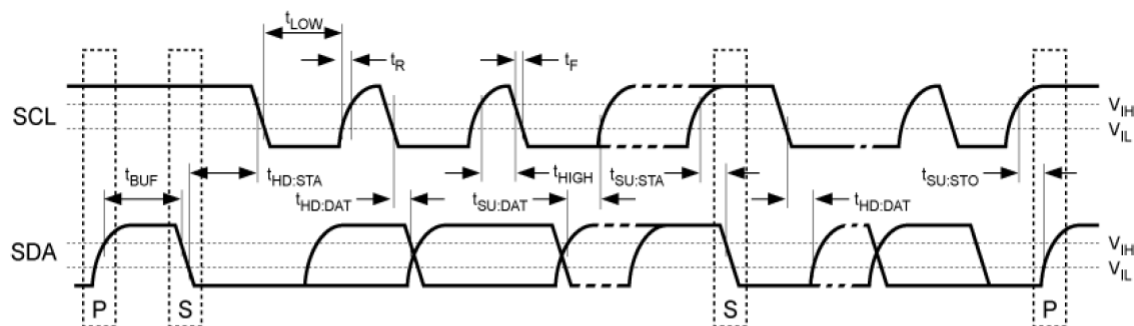 tLOW
tR
tF
SCL
VIH
VIL
tBUF
tHD:STA
tHIGH
tSU:STA
tSU:STO
tHD:DAT
tSU:DAT
tHD:DAT
SDA
VIH
VIL
P
S
S
P